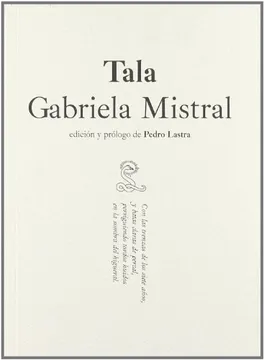 Tala
Gabriela Mistral
edición y prólogo de Pedro Lastra
Con las trenzas de los siete años,
y batas claras de percal,
persiguiendo tordos huidos
en la sombra del higueral.